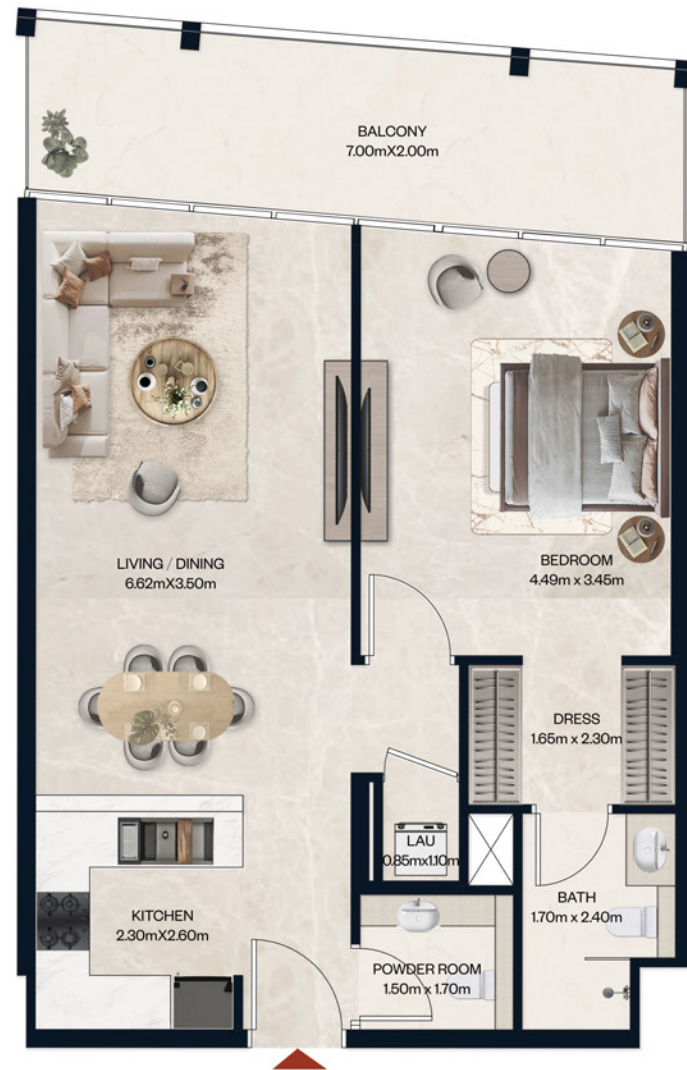 BALCONY
7.00mX2.00m
LIVING / DINING
6.62mX3.50m
BEDROOM
4.49m x 3.45m
DRESS
1.65m x 2.30m
LAU
0.85mx1.10m
KITCHEN
2.30mX2.60m
BATH
1.70m x 2.40m
POWDER ROOM
1.50m x 1.70m